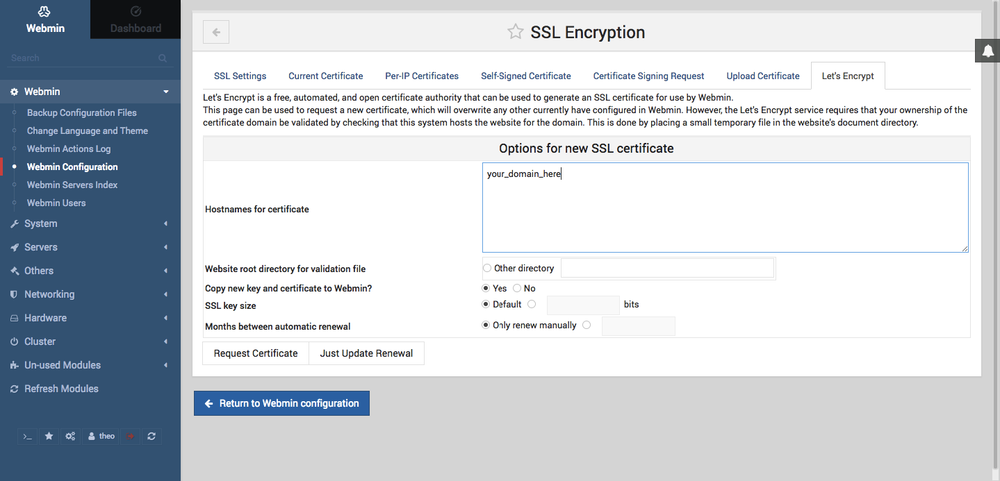 Webmin
Dashboard
Search
Webmin
Backup Configuration Files
Change Language and Theme
Webmin Actions Log
Webmin Configuration
Webmin Servers Index
Webmin Users
System
Servers
Others
Networking
Hardware
Cluster
Un-used Modules
Refresh Modules
theo
SSL Encryption
SSL Settings
Current Certificate
Per-IP Certificates
Self-Signed Certificate
Certificate Signing Request
Upload Certificate
Let's Encrypt
Let's Encrypt is a free, automated, and open certificate authority that can be used to generate an SSL certificate for use by Webmin.
This page can be used to request a new certificate, which will overwrite any other currently have configured in Webmin. However, the Let's Encrypt service requires that your ownership of the
certificate domain be validated by checking that this system hosts the website for the domain. This is done by placing a small temporary file in the website's document directory.
Options for new SSL certificate
Hostnames for certificate
your_domain_here
Website root directory for validation file
Other directory
Copy new key and certificate to Webmin?
Yes No
SSL key size
Default bits
Months between automatic renewal
Only renew manually
Request Certificate
Just Update Renewal
Return to Webmin configuration